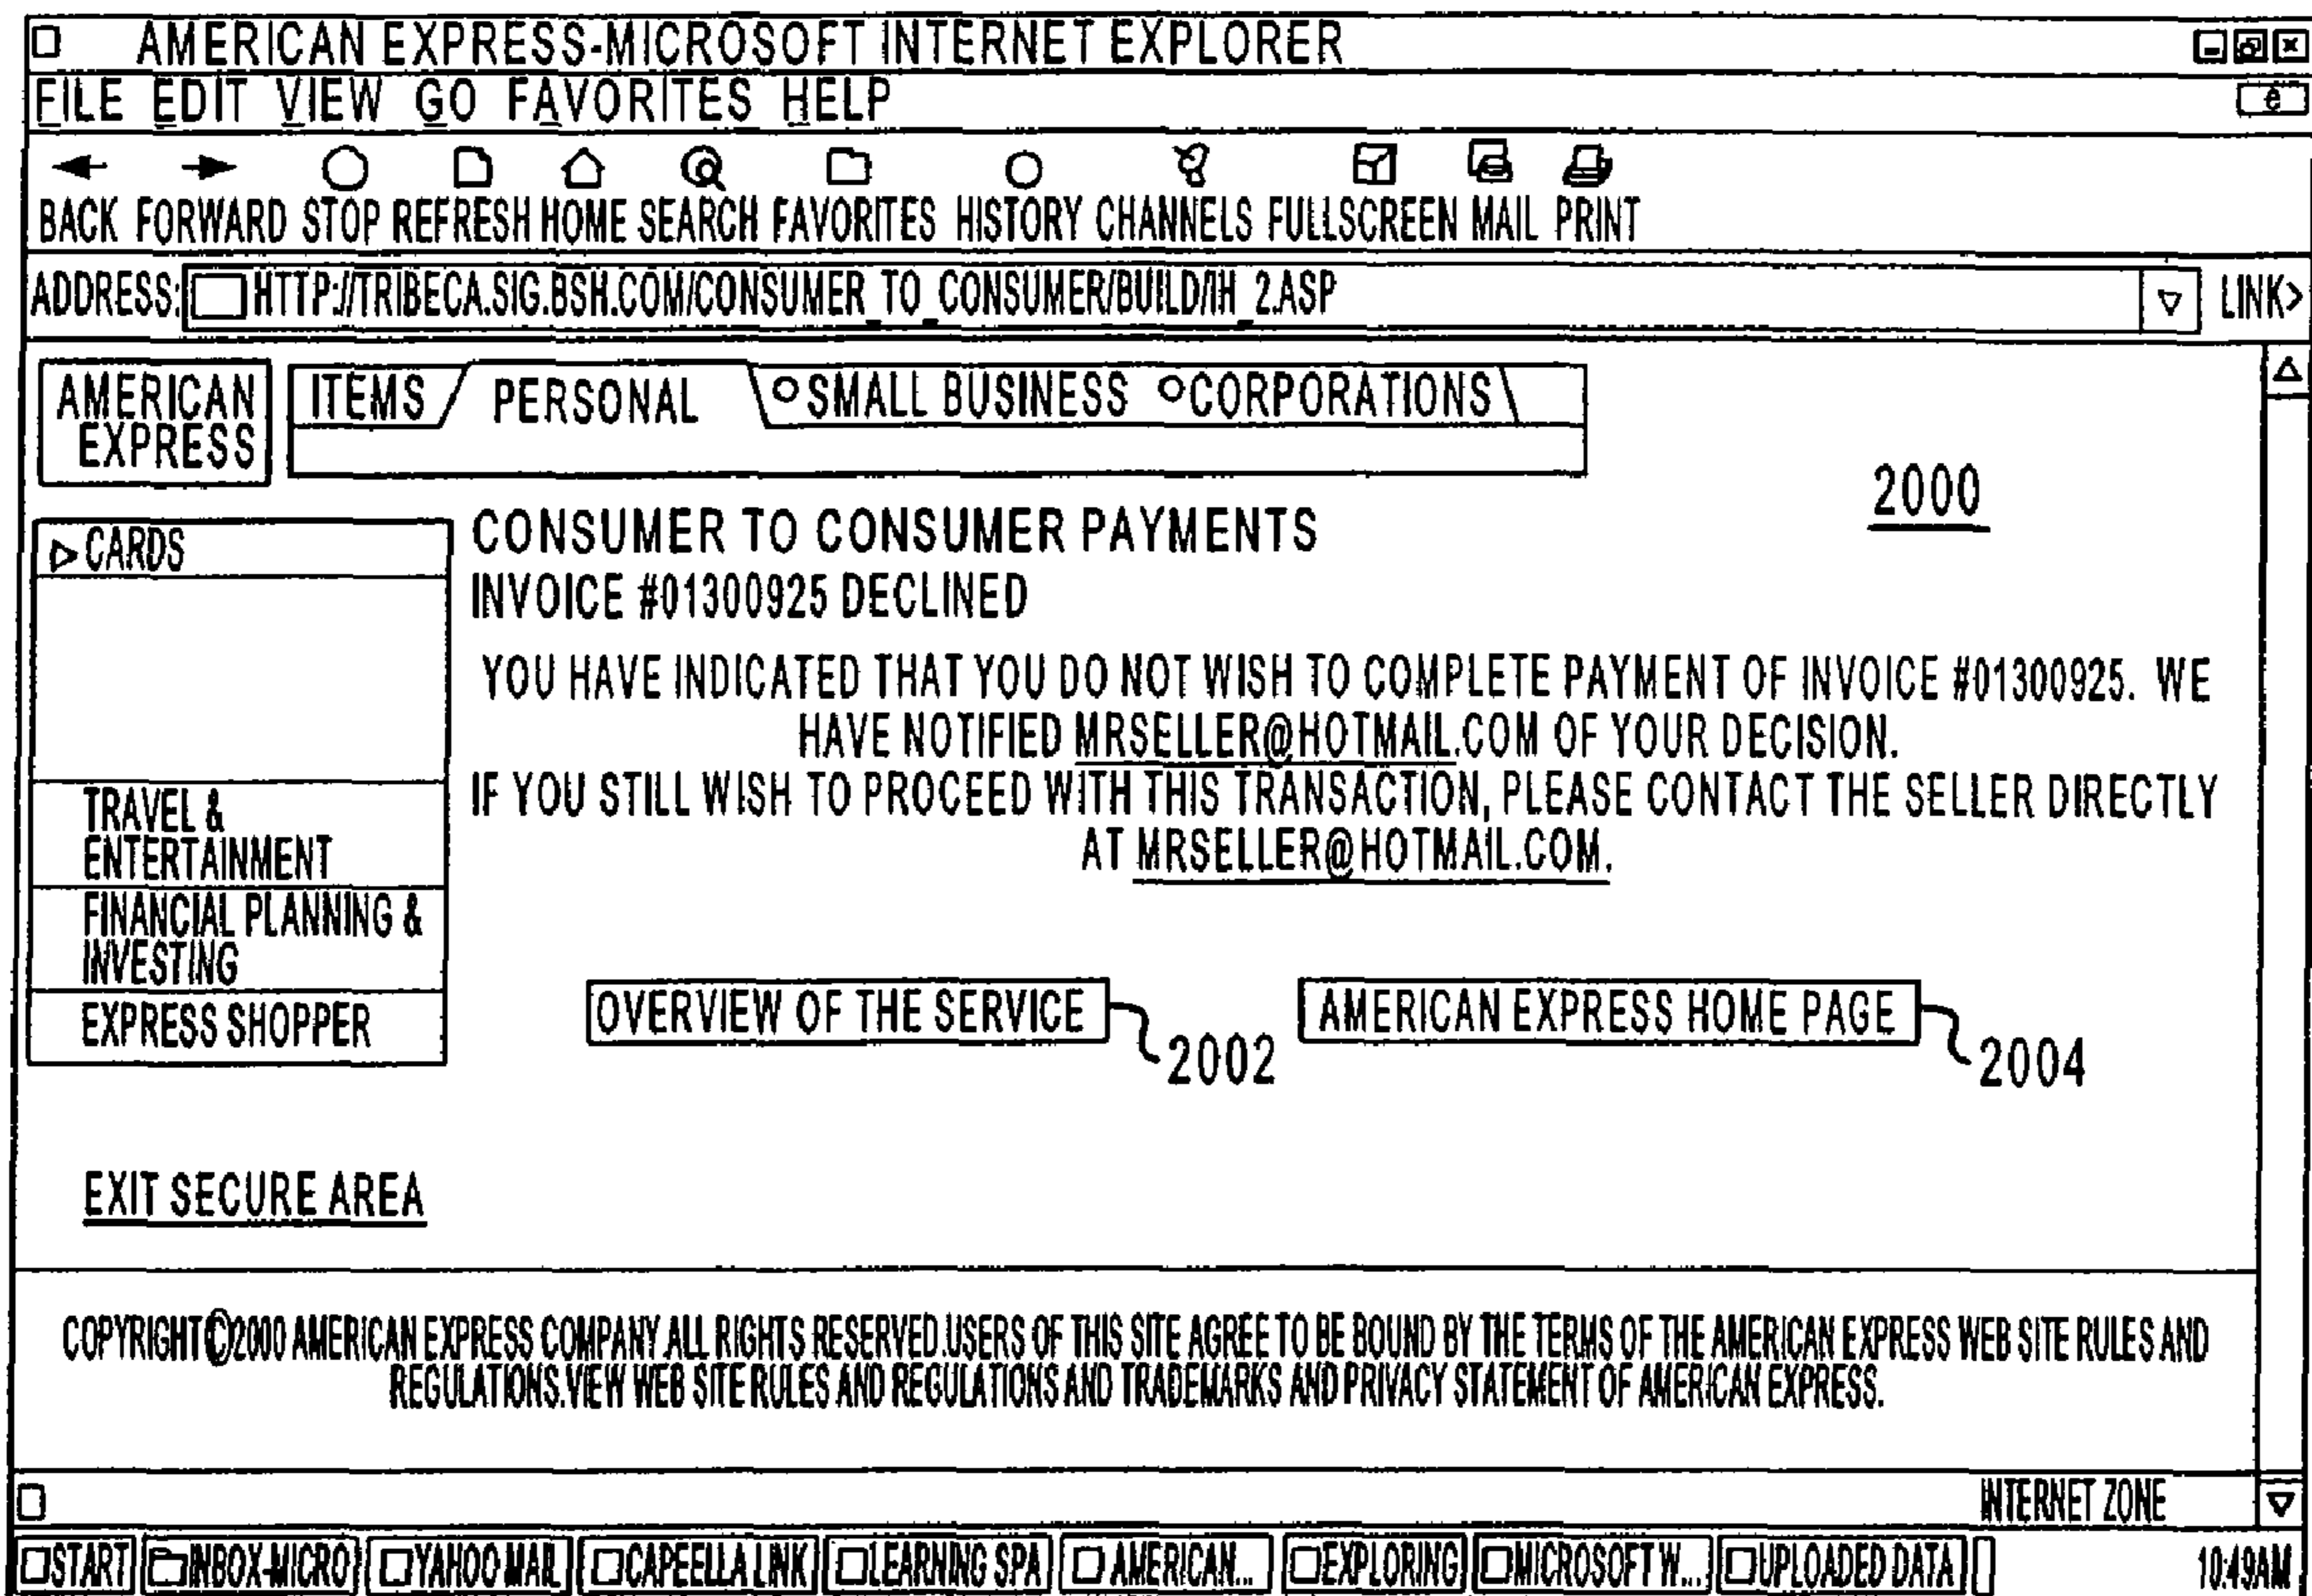 AMERICAN EXPRESS-MICROSOFT INTERNET EXPLORER
FILE EDIT VIEW GO FAVORITES HELP
e
BACK FORWARD STOP REFRESH HOME SEARCH FAVORITES HISTORY CHANNELS FULLSCREEN MAIL PRINT
ADDRESS: HTTP://TRIBECA.SIG.BSH.COM/CONSUMER_TO_CONSUMER/BUILD/IH_2.ASP LINK>
AMERICAN
EXPRESS
ITEMS PERSONAL SMALL BUSINESS CORPORATIONS
2000
CARDS
TRAVEL &
ENTERTAINMENT
FINANCIAL PLANNING &
INVESTING
EXPRESS SHOPPER
CONSUMER TO CONSUMER PAYMENTS
INVOICE #01300925 DECLINED
YOU HAVE INDICATED THAT YOU DO NOT WISH TO COMPLETE PAYMENT OF INVOICE #01300925. WE
HAVE NOTIFIED MRSELLER@HOTMAIL.COM OF YOUR DECISION.
IF YOU STILL WISH TO PROCEED WITH THIS TRANSACTION, PLEASE CONTACT THE SELLER DIRECTLY
AT MRSELLER@HOTMAIL.COM.
OVERVIEW OF THE SERVICE 2002 AMERICAN EXPRESS HOME PAGE 2004
EXIT SECURE AREA
COPYRIGHT©2000 AMERICAN EXPRESS COMPANY.ALL RIGHTS RESERVED.USERS OF THIS SITE AGREE TO BE BOUND BY THE TERMS OF THE AMERICAN EXPRESS WEB SITE RULES AND
REGULATIONS.VIEW WEB SITE RULES AND REGULATIONS AND TRADEMARKS AND PRIVACY STATEMENT OF AMERICAN EXPRESS.
INTERNET ZONE
START INBOX-MICRO YAHOO MAIL CAPEELLA LINK LEARNING SPA AMERICAN... EXPLORING MICROSOFT W... UPLOADED DATA 10:49AM